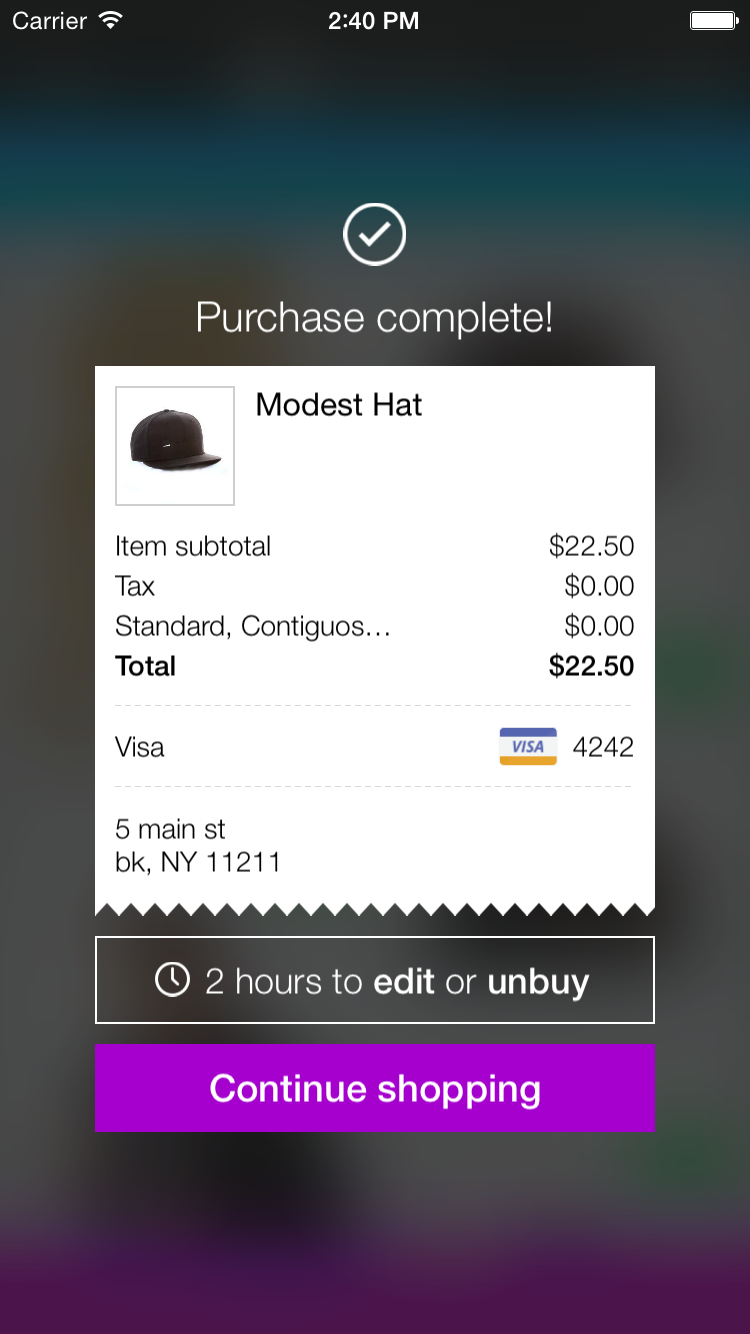 Carrier 2:40 PM
Purchase complete!
Modest Hat
Item subtotal $22.50
Tax $0.00
Standard, Contiguos... $0.00
Total $22.50
Visa VISA 4242
5 main st
bk, NY 11211
2 hours to edit or unbuy
Continue shopping